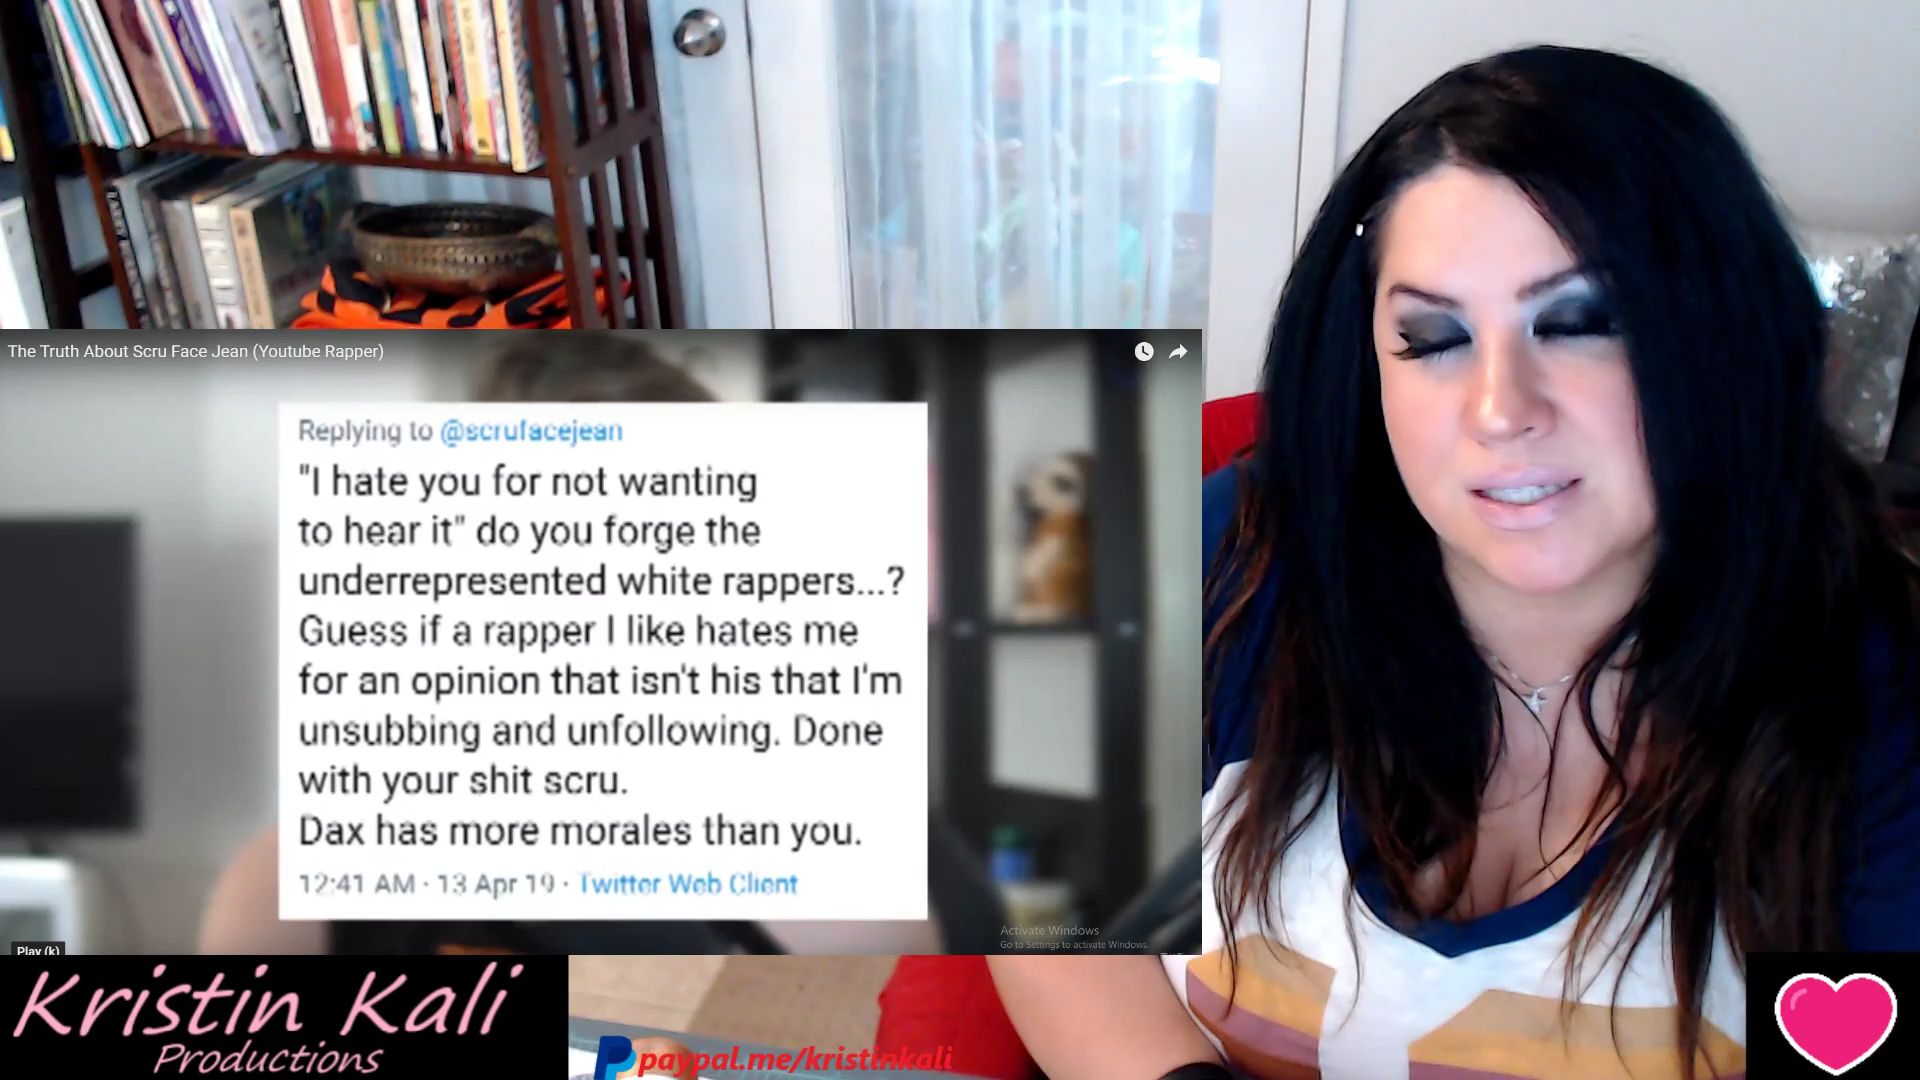 The Truth About Scru Face Jean (Youtube Rapper)
Replying to @scrufacejean
"I hate you for not wanting
to hear it" do you forge the
underrepresented white rappers...?
Guess if a rapper I like hates me
for an opinion that isn't his that I'm
unsubbing and unfollowing. Done
with your shit scru.
Dax has more morales than you.
12:41 AM · 13 Apr 19 · Twitter Web Client
Activate Windows
Go to Settings to activate Windows.
Play (k)
Kristin Kali
Productions
paypal.me/kristinkali